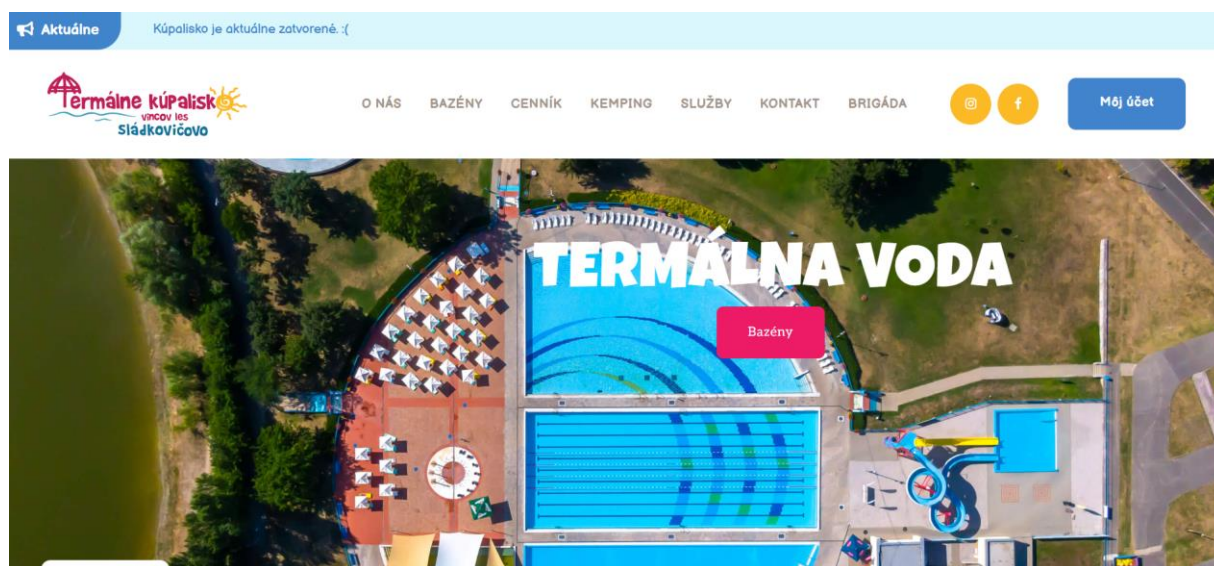 Aktuálne
Kúpalisko je aktuálne zatvorené. :(
Termálne kúPalisko
vincov les
Sládkovičovo
O NÁS
BAZÉNY
CENNÍK
KEMPING
SLUŽBY
KONTAKT
BRIGÁDA
Môj účet
TERMÁLNA VODA
Bazény